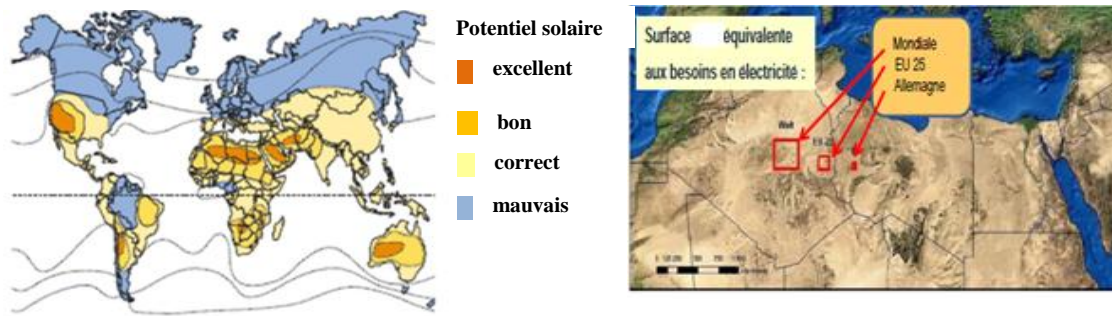 Potentiel solaire
excellent
bon
correct
mauvais
Surface équivalente
aux besoins en électricité :
Mondiale
EU 25
Allemagne